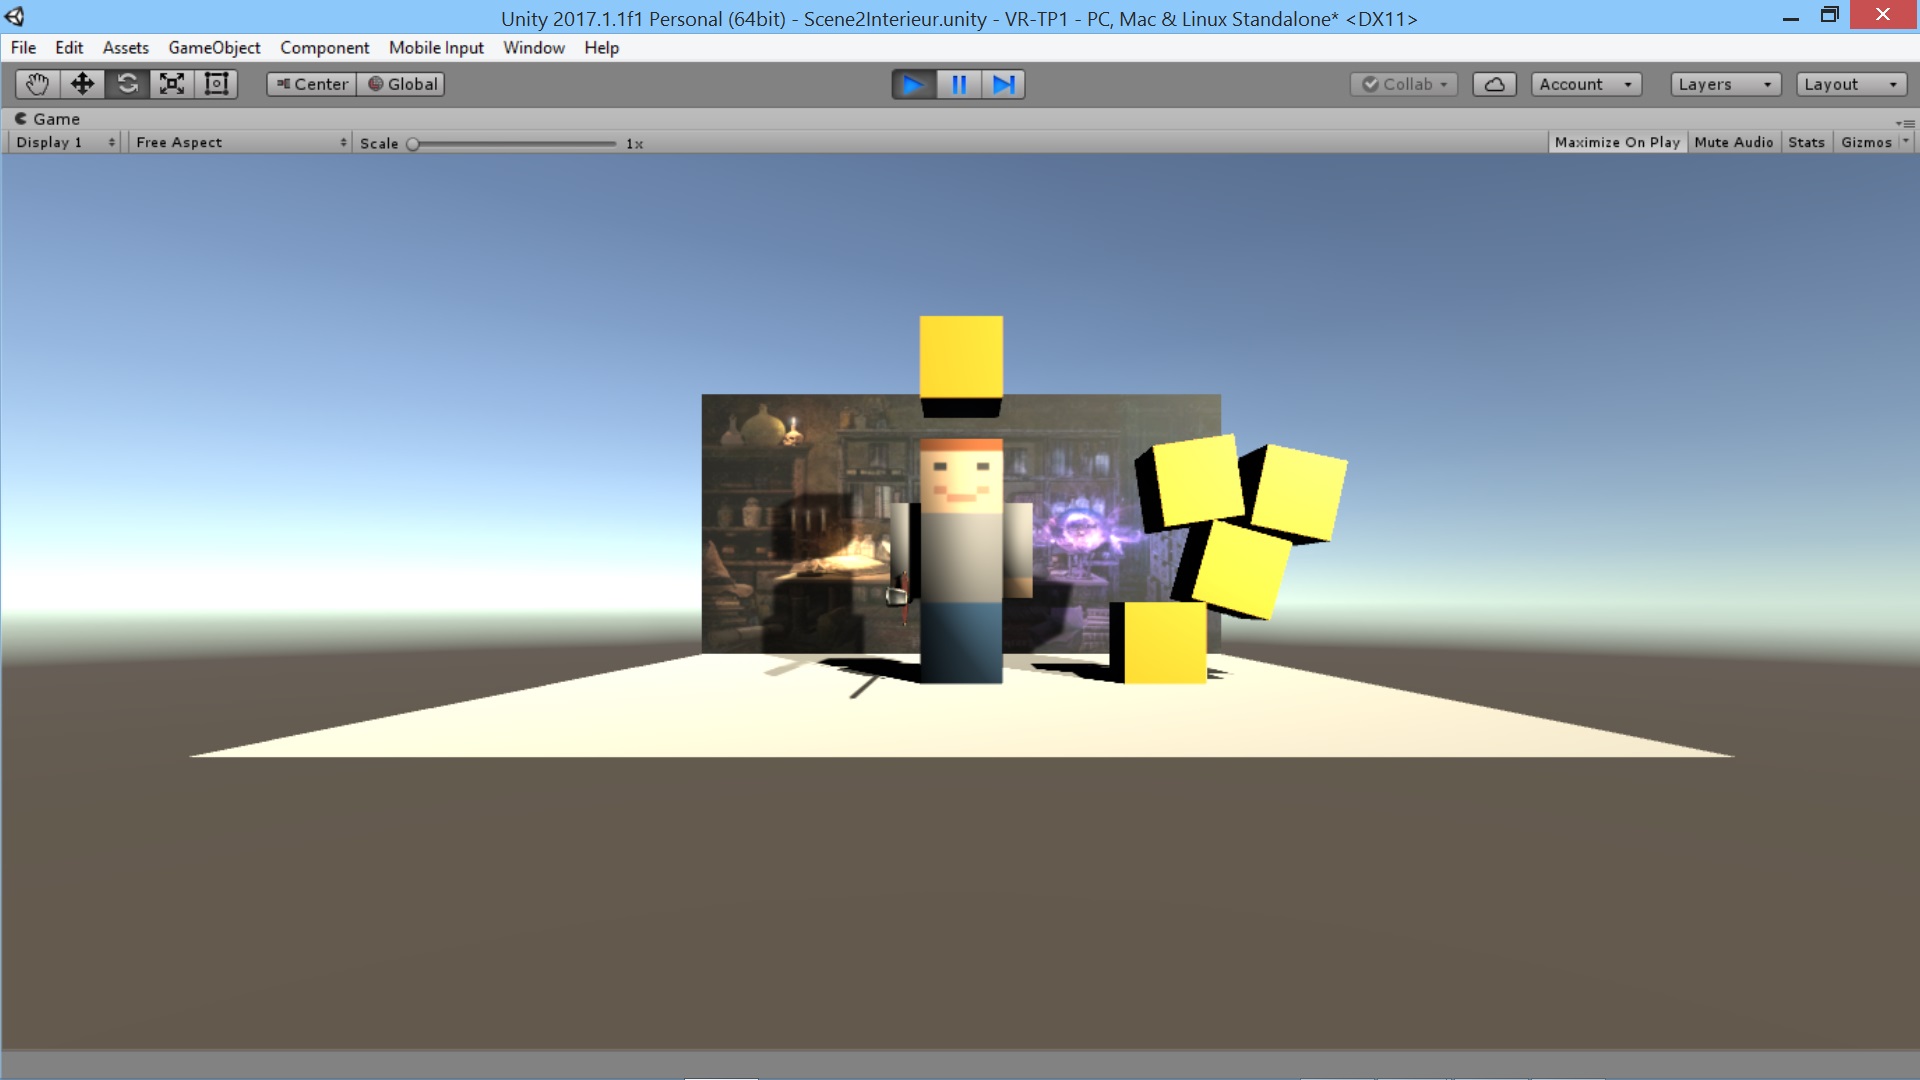 Unity 2017.1.1f1 Personal (64bit) - Scene2Interieur.unity - VR-TP1 - PC, Mac & Linux Standalone* <DX11>
File Edit Assets GameObject Component Mobile Input Window Help
Center Global Collab Account Layers Layout
Game
Display 1 Free Aspect Scale 1x Maximize On Play Mute Audio Stats Gizmos